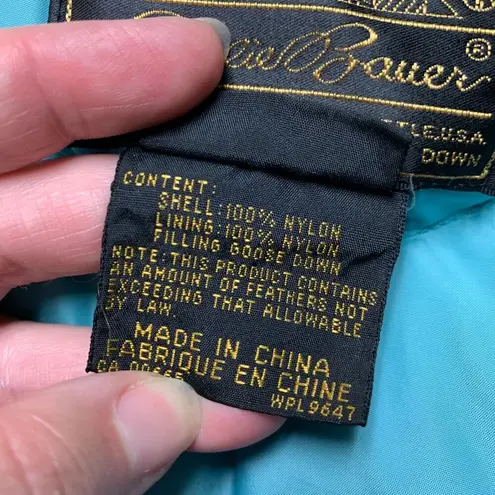 Bauer®
U.S.A.
DOWN
CONTENT:
SHELL:100% NYLON
LINING:100% NYLON
FILLING GOOSE DOWN
NOTE:THIS PRODUCT CONTAINS
AN AMOUNT OF FEATHERS NOT
EXCEEDING THAT ALLOWABLE
BY LAW.
MADE IN CHINA
FABRIQUE EN CHINE
WPL9647